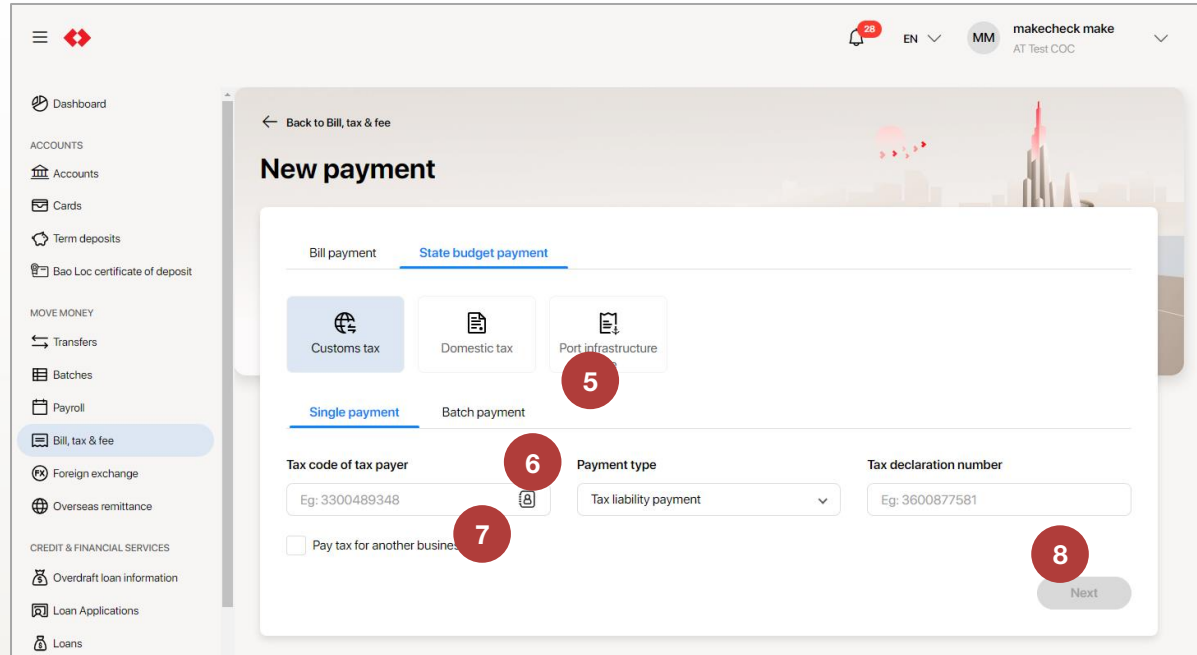 28
EN
MM
makecheck make
AT Test COC
Dashboard
ACCOUNTS
Accounts
Cards
Term deposits
Bao Loc certificate of deposit
MOVE MONEY
Transfers
Batches
Payroll
Bill, tax & fee
FX Foreign exchange
Overseas remittance
CREDIT & FINANCIAL SERVICES
Overdraft loan information
Loan Applications
Loans
Back to Bill, tax & fee
New payment
Bill payment State budget payment
Customs tax Domestic tax Port infrastructure
5
Single payment Batch payment
6
Tax code of tax payer Payment type Tax declaration number
Eg: 3300489348 Tax liability payment Eg: 3600877581
7
Pay tax for another
8
Next